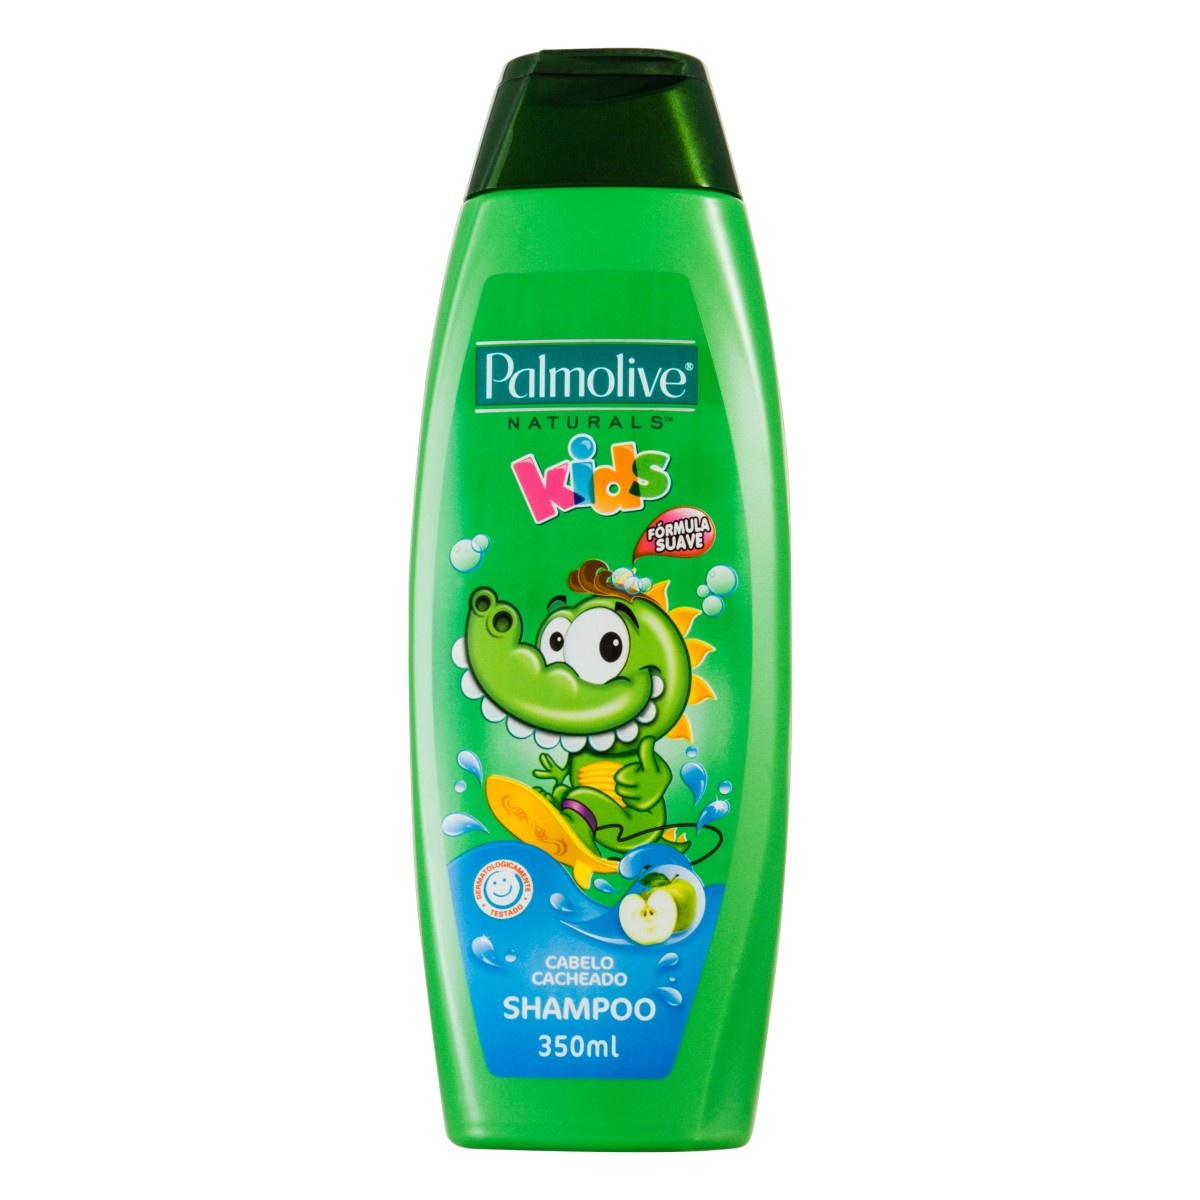 Palmolive®
NATURALS™
kids
FÓRMULA
SUAVE
DERMATOLOGICAMENTE
• TESTADO •
CABELO
CACHEADO
SHAMPOO
350ml